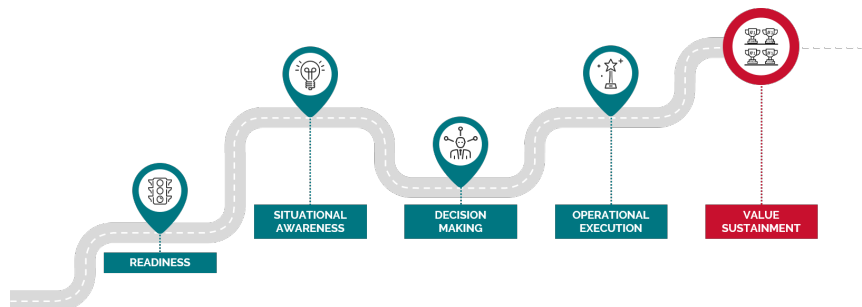 READINESS
SITUATIONAL
AWARENESS
DECISION
MAKING
OPERATIONAL
EXECUTION
VALUE
SUSTAINMENT